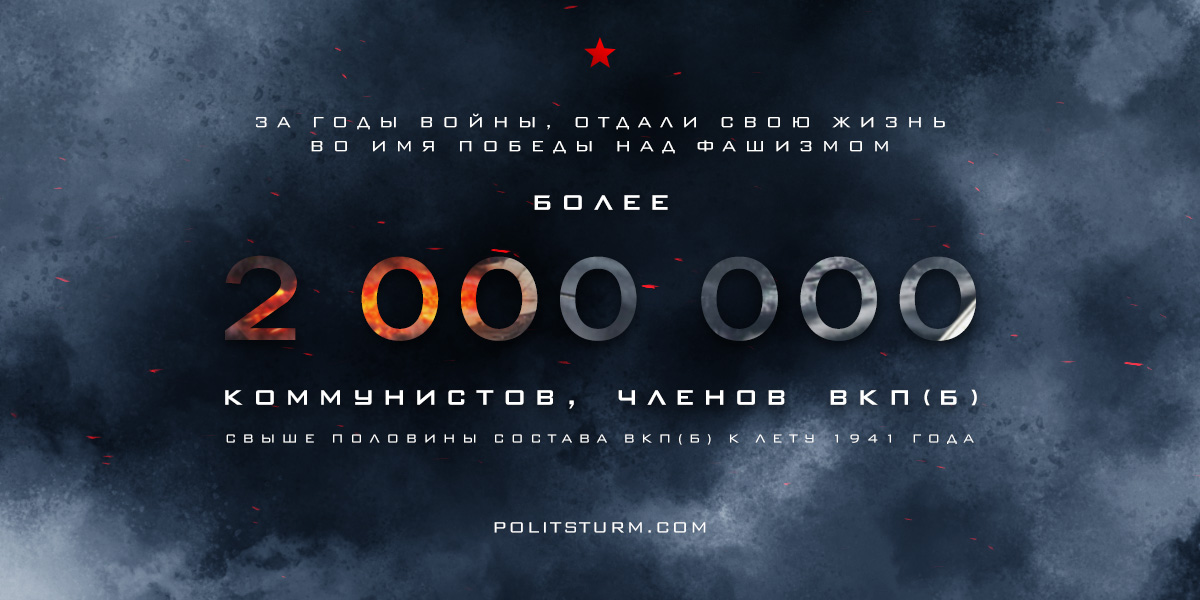 ЗА ГОДЫ ВОЙНЫ, ОТДАЛИ СВОЮ ЖИЗНЬ
ВО ИМЯ ПОБЕДЫ НАД ФАШИЗМОМ
БОЛЕЕ
2 000 000
КОММУНИСТОВ, ЧЛЕНОВ ВКП(Б)
СВЫШЕ ПОЛОВИНЫ СОСТАВА ВКП(Б) К ЛЕТУ 1941 ГОДА
POLITSTURM.COM